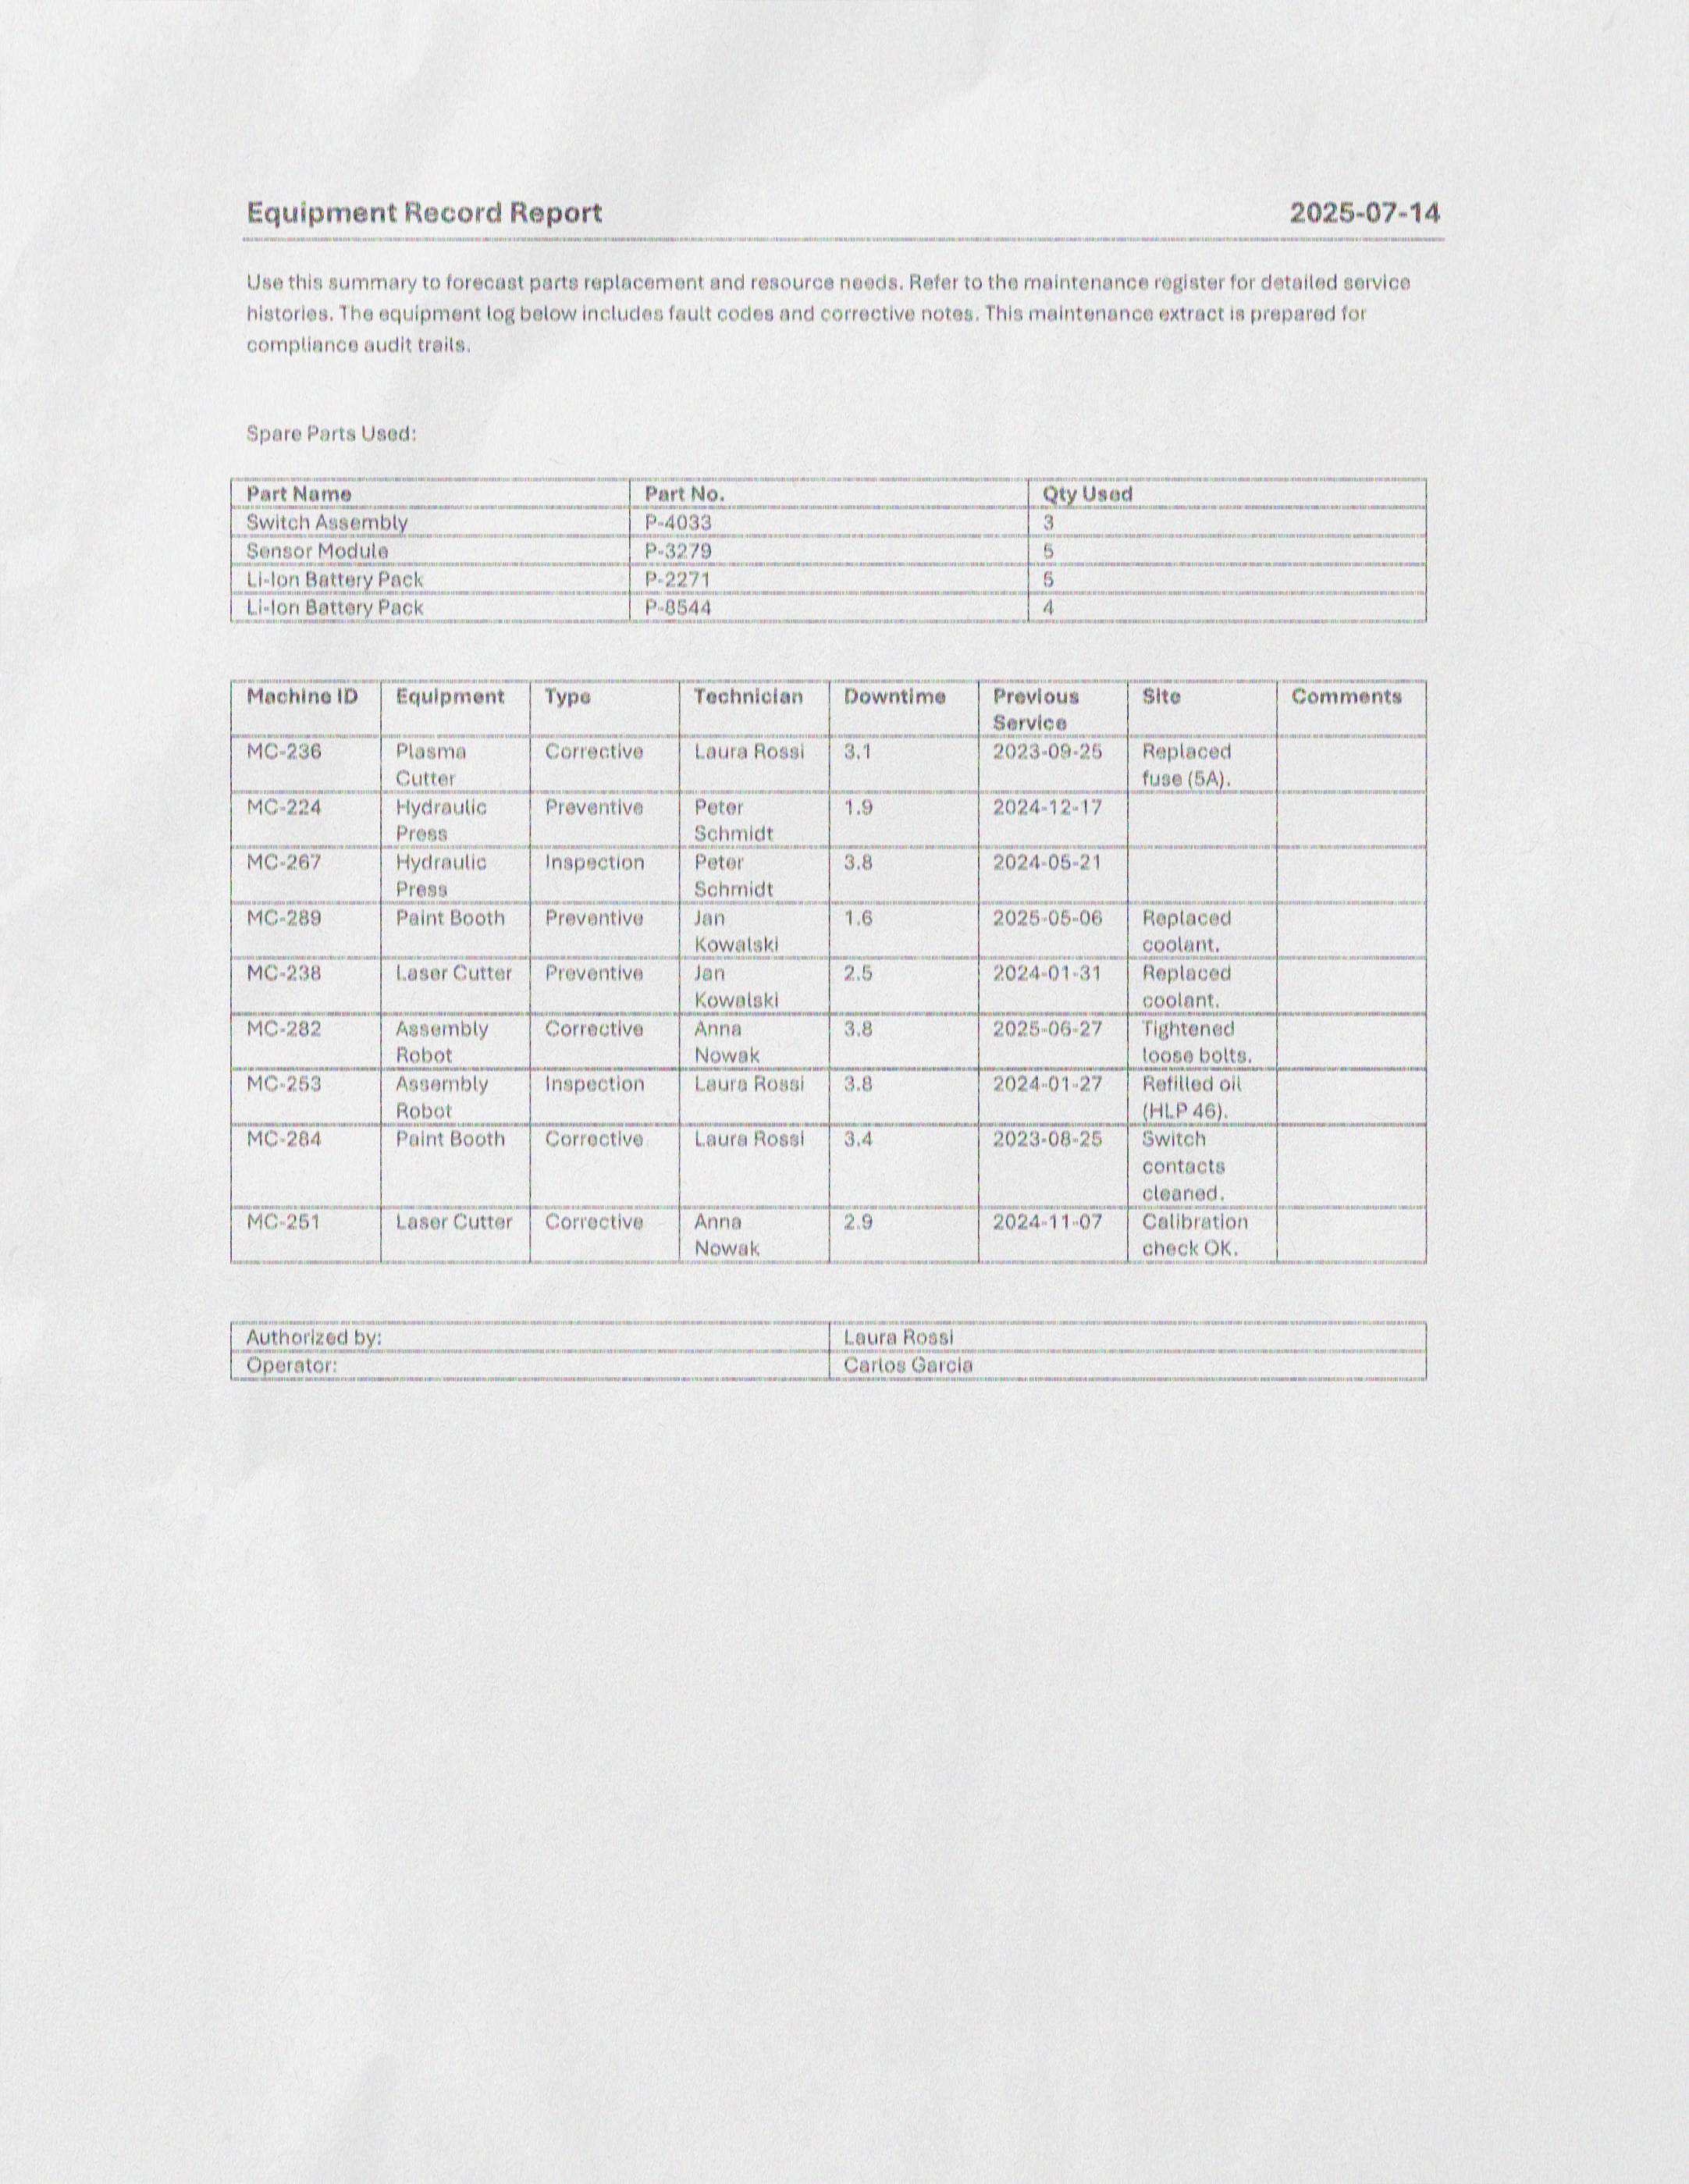 Equipment Record Report 2025-07-14
Use this summary to forecast parts replacement and resource needs. Refer to the maintenance register for detailed service
histories. The equipment log below includes fault codes and corrective notes. This maintenance extract is prepared for
compliance audit trails.
Spare Parts Used:
Part Name Part No. Qty Used
Switch Assembly P-4033 3
Sensor Module P-3279 5
Li-Ion Battery Pack P-2271 5
Li-Ion Battery Pack P-8544 4
Machine ID Equipment Type Technician Downtime Previous Site Comments
Service
MC-236 Plasma Corrective Laura Rossi 3.1 2023-09-25 Replaced
Cutter fuse (5A).
MC-224 Hydraulic Preventive Peter 1.9 2024-12-17
Press Schmidt
MC-267 Hydraulic Inspection Peter 3.8 2024-05-21
Press Schmidt
MC-289 Paint Booth Preventive Jan 1.6 2025-05-06 Replaced
Kowalski coolant.
MC-238 Laser Cutter Preventive Jan 2.5 2024-01-31 Replaced
Kowalski coolant.
MC-282 Assembly Corrective Anna 3.8 2025-06-27 Tightened
Robot Nowak loose bolts.
MC-253 Assembly Inspection Laura Rossi 3.8 2024-01-27 Refilled oil
Robot (HLP 46).
MC-284 Paint Booth Corrective Laura Rossi 3.4 2023-08-25 Switch
contacts
cleaned.
MC-251 Laser Cutter Corrective Anna 2.9 2024-11-07 Calibration
Nowak check OK.
Authorized by: Laura Rossi
Operator: Carlos Garcia